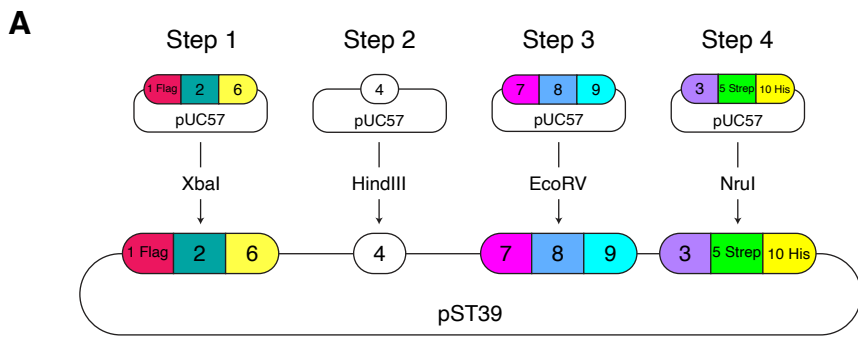 A
Step 1 Step 2 Step 3 Step 4
1 Flag 2 6 4 7 8 9 3 5 Strep 10 His
pUC57 pUC57 pUC57 pUC57
XbaI HindIII EcoRV NruI
1 Flag 2 6 4 7 8 9 3 5 Strep 10 His
pST39